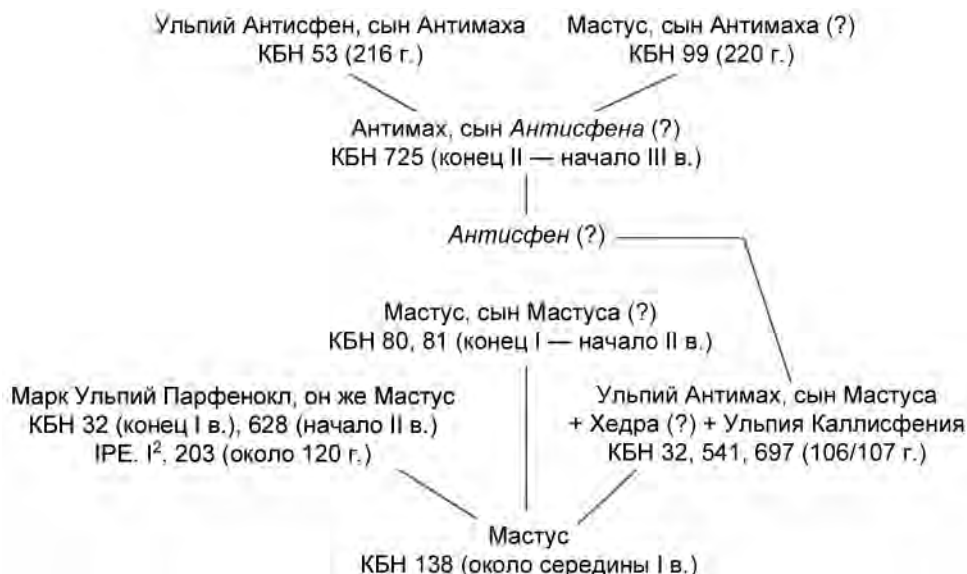 Ульпий Антисфен, сын Антимаха
КБН 53 (216 г.)
Мастус, сын Антимаха (?)
КБН 99 (220 г.)
Антимах, сын Антисфена (?)
КБН 725 (конец II — начало III в.)
Антисфен (?)
Мастус, сын Мастуса (?)
КБН 80, 81 (конец I — начало II в.)
Марк Ульпий Парфенокл, он же Мастус
КБН 32 (конец I в.), 628 (начало II в.)
IPE. I², 203 (около 120 г.)
Ульпий Антимах, сын Мастуса
+ Хедра (?) + Ульпия Каллисфения
КБН 32, 541, 697 (106/107 г.)
Мастус
КБН 138 (около середины I в.)